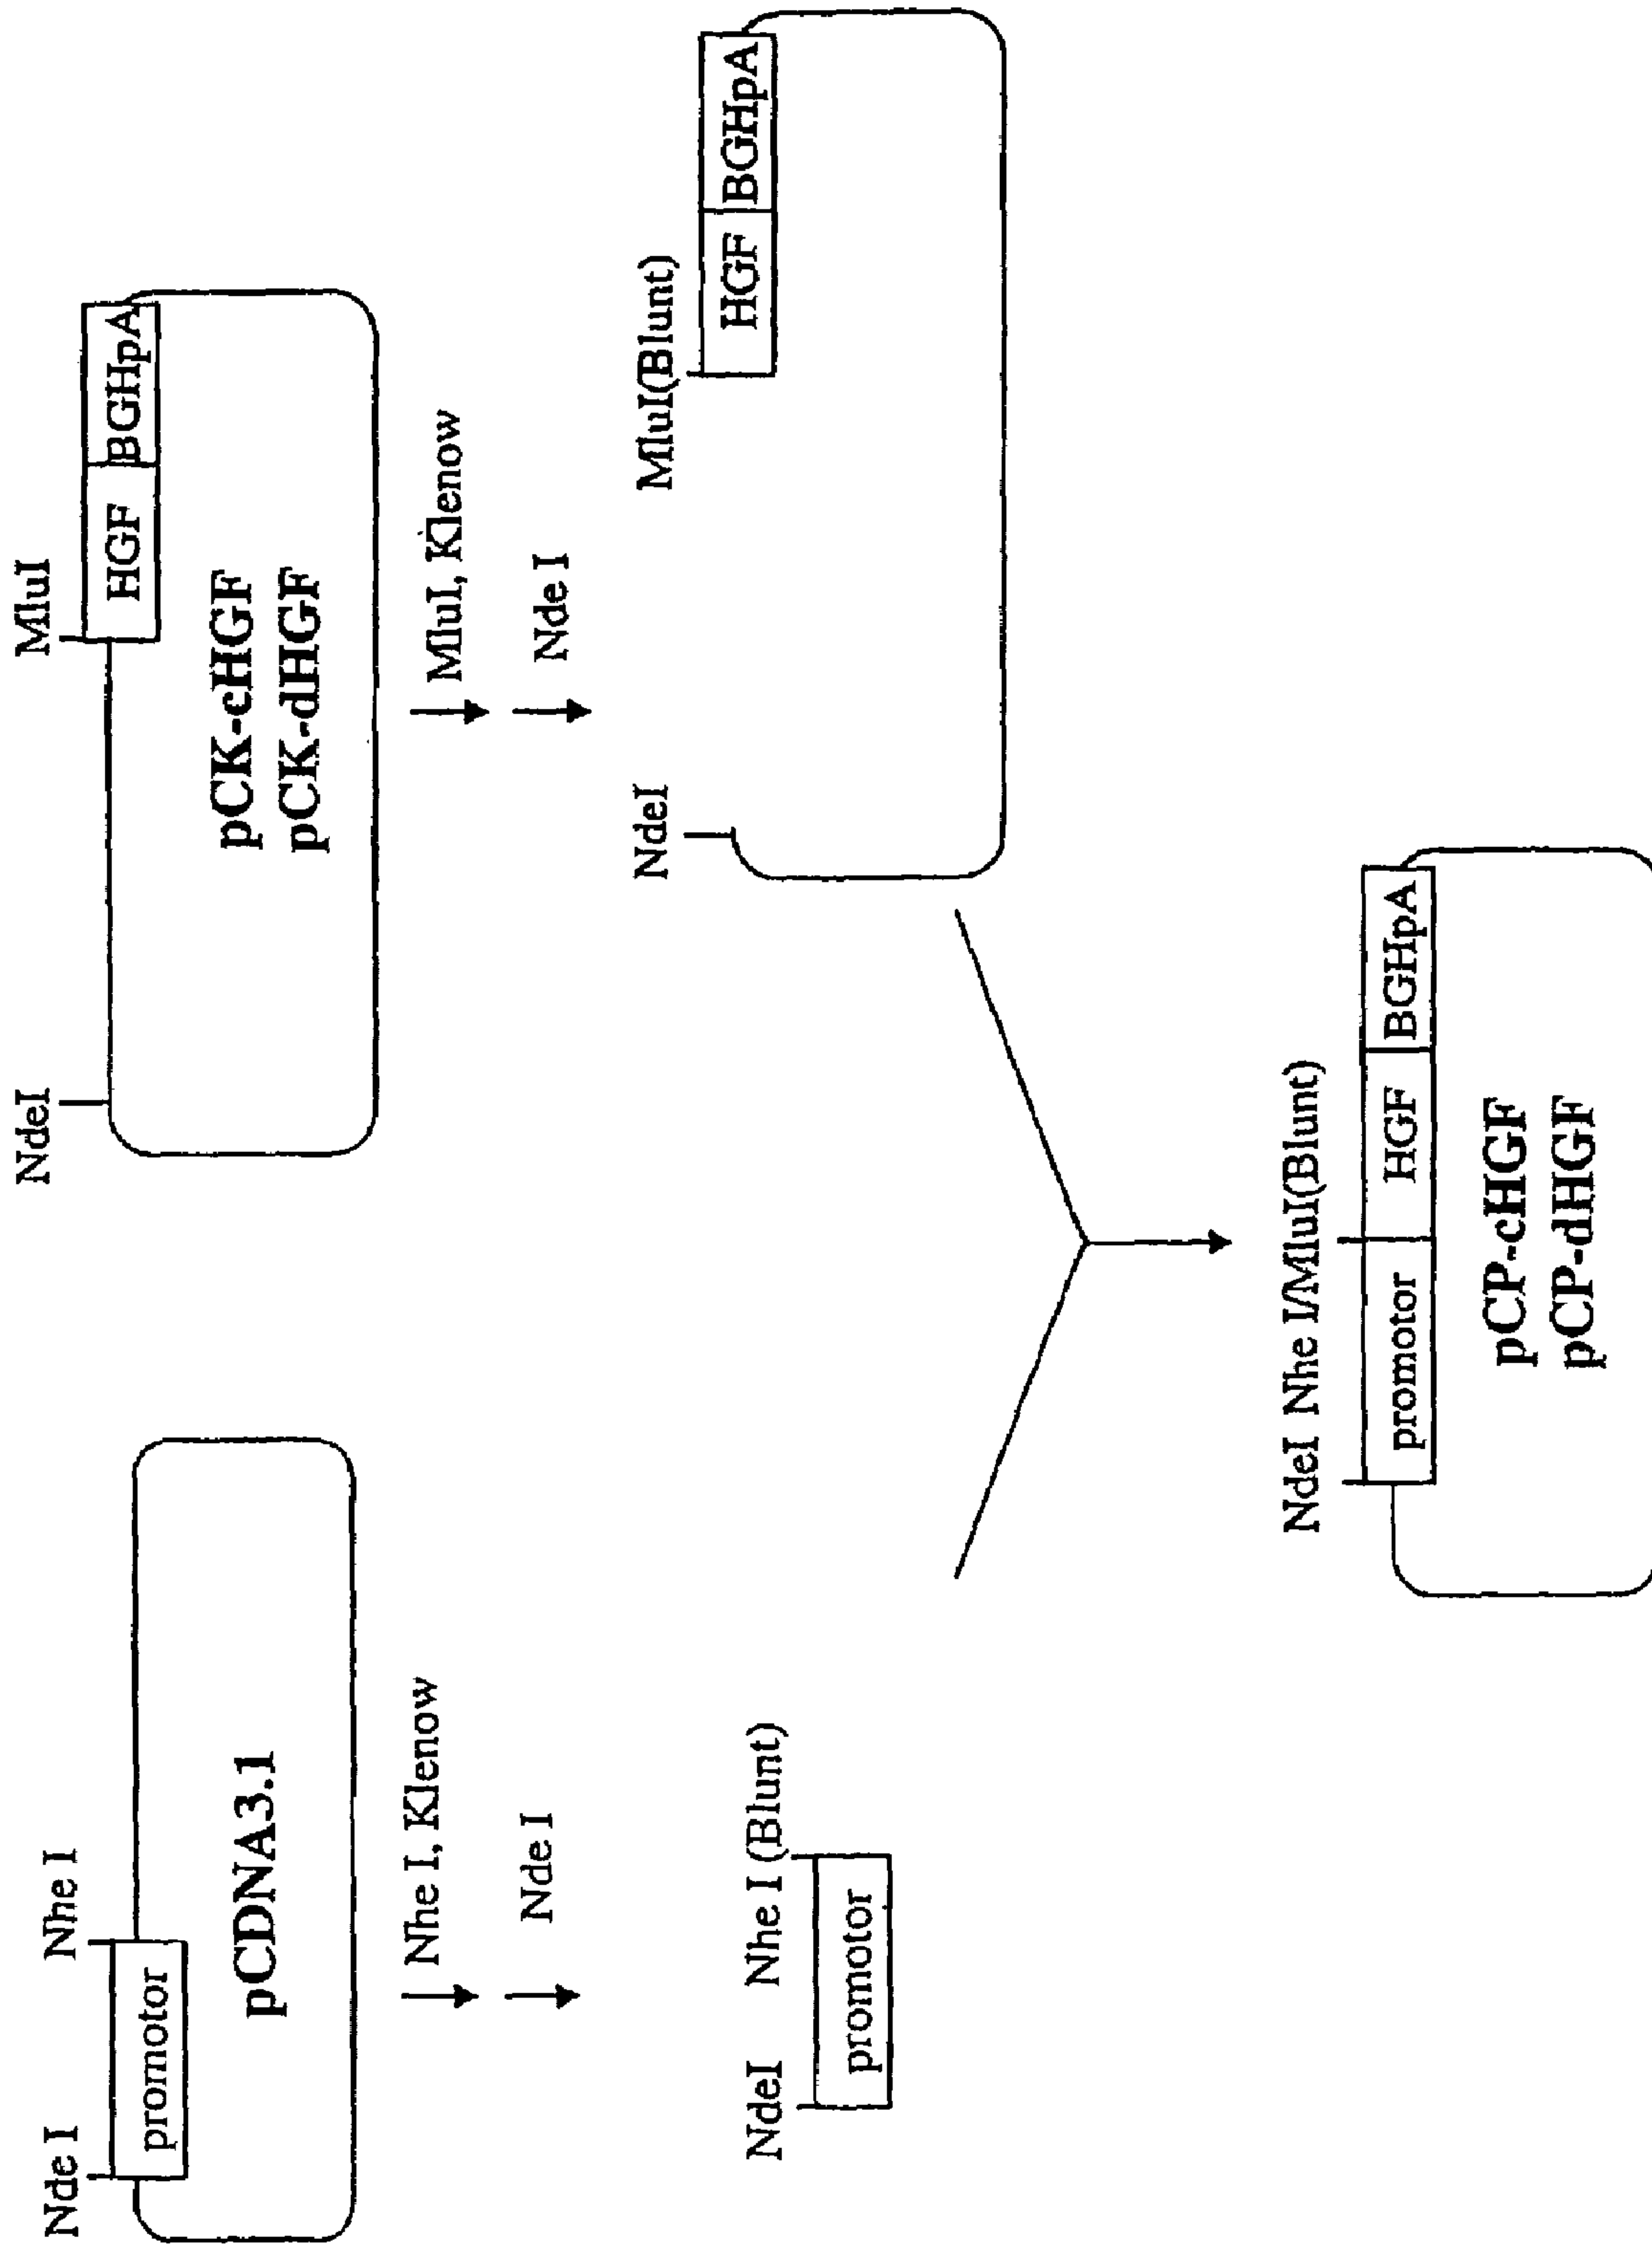 Nde I
Nhe I
promotor
pCDNA3.1
Nhe I, Klenow
Nde I
NdeI
Nhe I (Blunt)
promotor
NdeI
MluI
HGF
BGHpA
pCK-cHGF
pCK-dHGF
MluI, Klenow
Nde I
NdeI
MluI(Blunt)
HGF
BGHpA
NdeI Nhe I/MluI(Blunt)
promotor
HGF
BGHpA
pCP-cHGF
pCP-dHGF